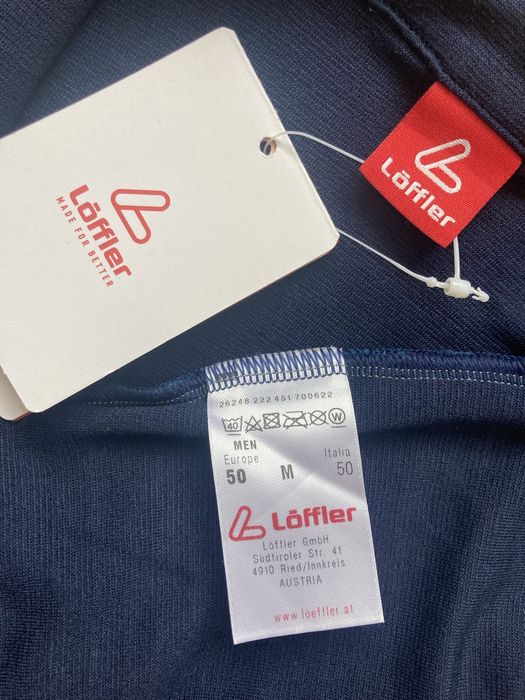 Löffler
MADE FOR BETTER
Löffler
26248 222 451 700622
40 W
MEN
Europe Italia
50 M 50
Löffler
Löffler GmbH
Südtiroler Str. 41
4910 Ried/Innkreis
AUSTRIA
www.loeffler.at